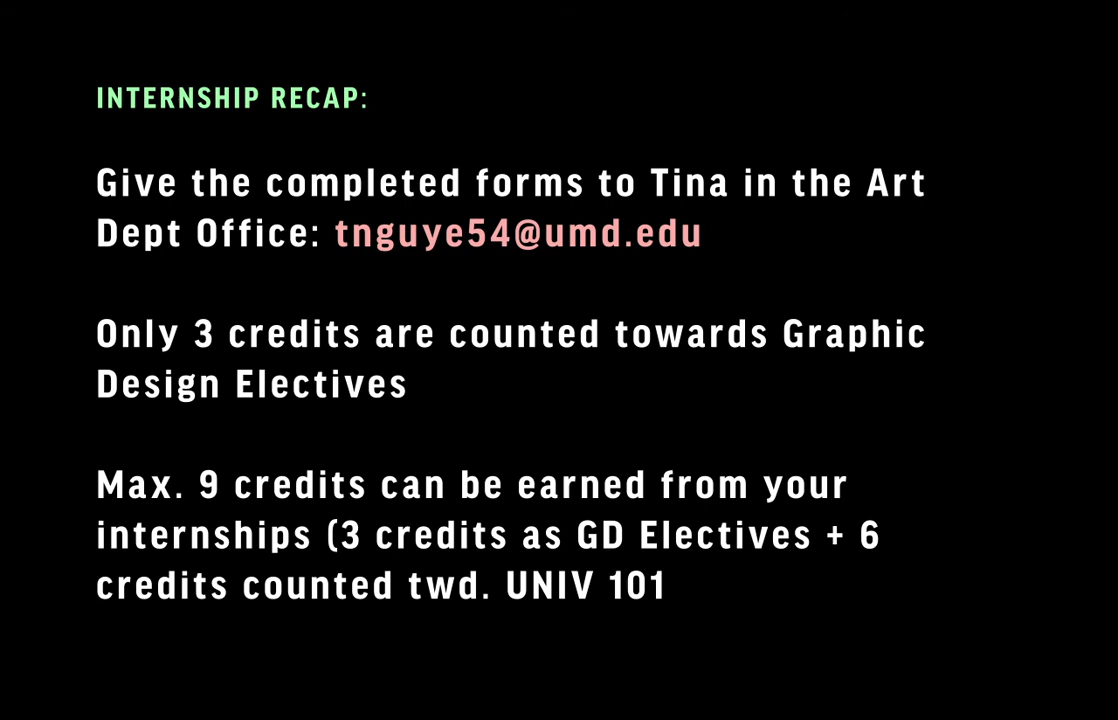 INTERNSHIP RECAP:
Give the completed forms to Tina in the Art
Dept Office: tnguye54@umd.edu
Only 3 credits are counted towards Graphic
Design Electives
Max. 9 credits can be earned from your
internships (3 credits as GD Electives + 6
credits counted twd. UNIV 101